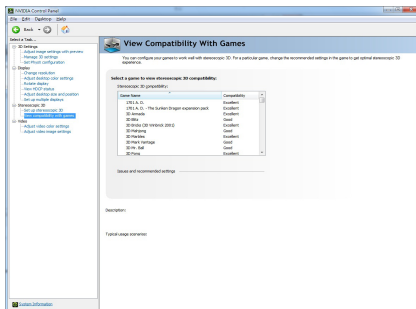 NVIDIA Control Panel
File Edit Desktop Help
Back
Select a Task...
3D Settings
Adjust image settings with preview
Manage 3D settings
Set PhysX configuration
Display
Change resolution
Adjust desktop color settings
Rotate display
View HDCP status
Adjust desktop size and position
Set up multiple displays
Stereoscopic 3D
Set up stereoscopic 3D
View compatibility with games
Video
Adjust video color settings
Adjust video image settings
System Information
View Compatibility With Games
You can configure your games to work well with stereoscopic 3D. For a particular game, change the recommended settings in the game to get optimal stereoscopic 3D
experience.
Select a game to view stereoscopic 3D compatibility:
Stereoscopic 3D compatibility:
Game Name Compatibility
1701 A. D. Excellent
1701 A. D. - The Sunken Dragon expansion pack Excellent
3D Armada Excellent
3D Blitz Good
3D Bricks (3D Winbrick 2001) Excellent
3D Mahjong Good
3D Marbles Excellent
3D Mark Vantage Good
3D Mr. Ball Good
3D Pong Excellent
Issues and recommended settings
Description:
Typical usage scenarios: